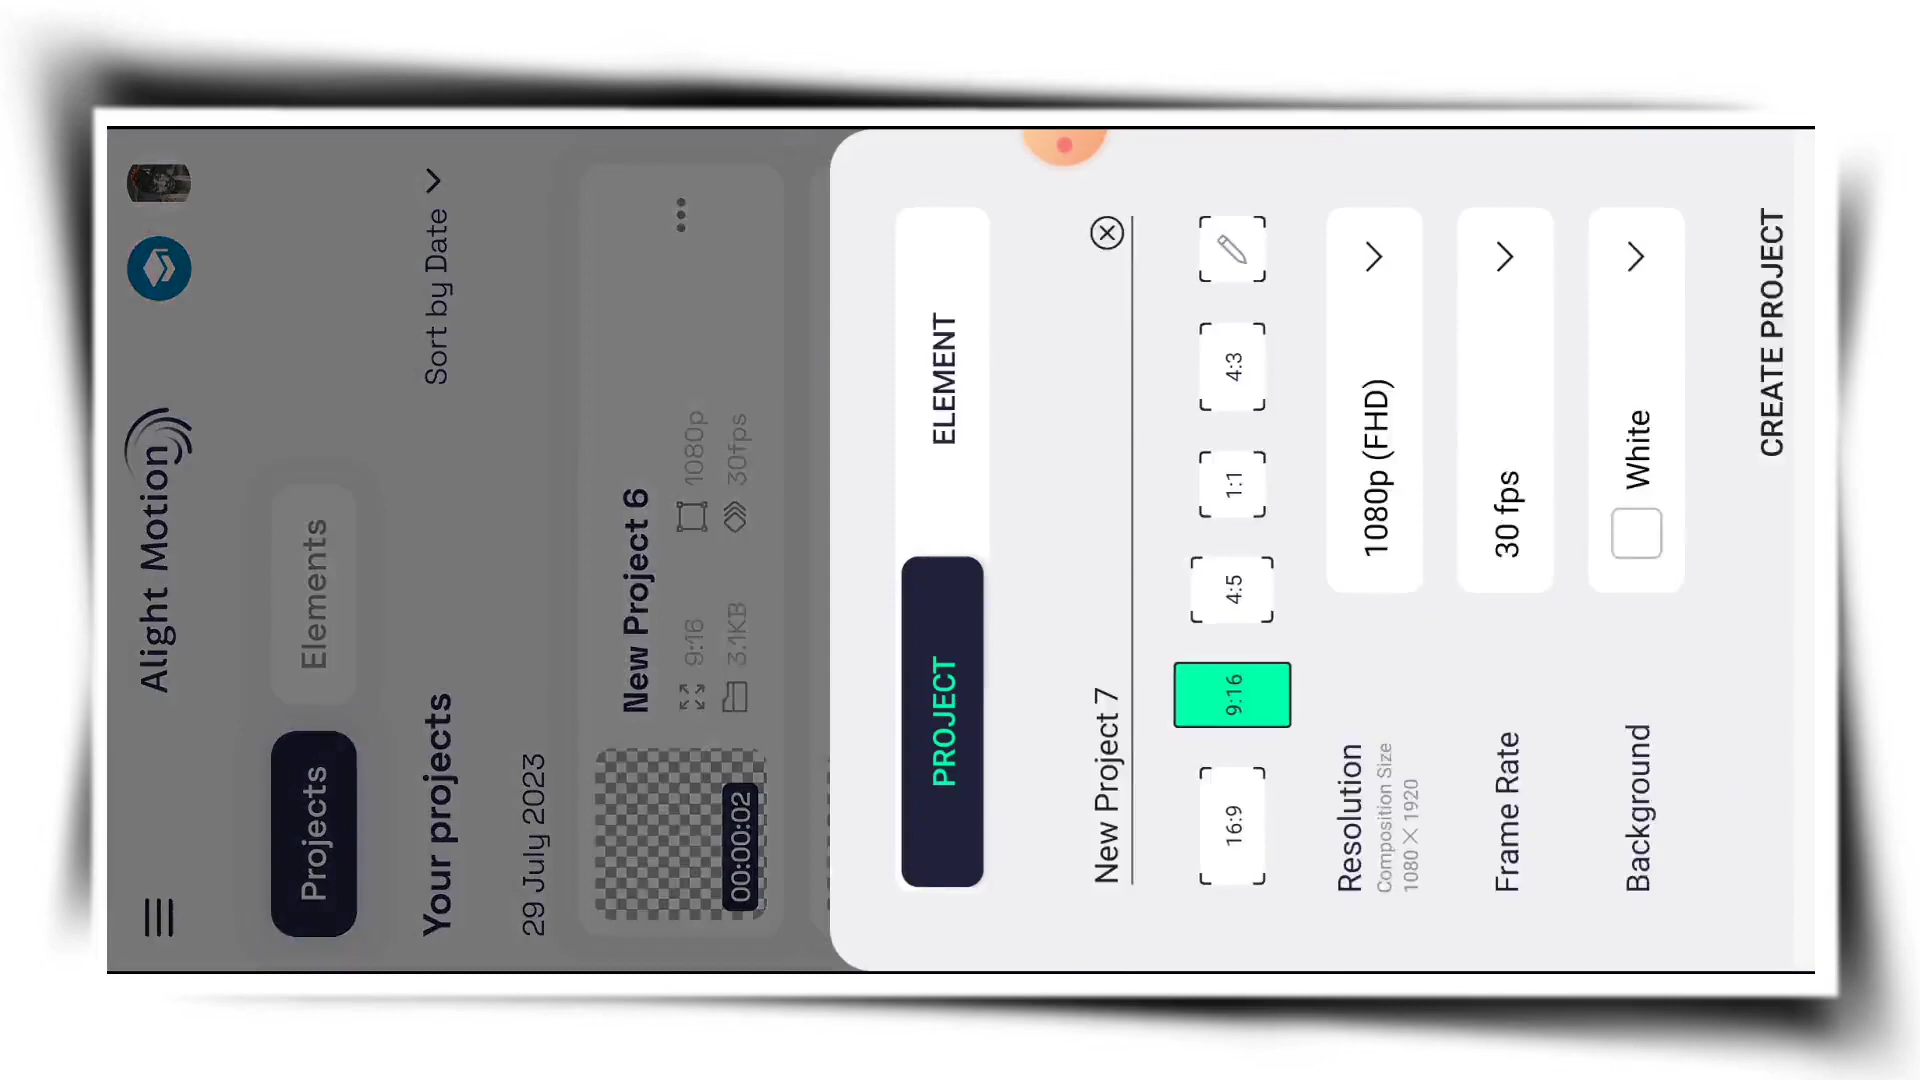 Alight Motion
Projects
Elements
Your projects
Sort by Date
29 July 2023
New Project 6
9:16
1080p
3.1KB
30fps
00:00:02
PROJECT
ELEMENT
New Project 7
16:9
9:16
4:5
1:1
4:3
Resolution
Composition Size
1080 X 1920
1080p (FHD)
Frame Rate
30 fps
Background
White
CREATE PROJECT